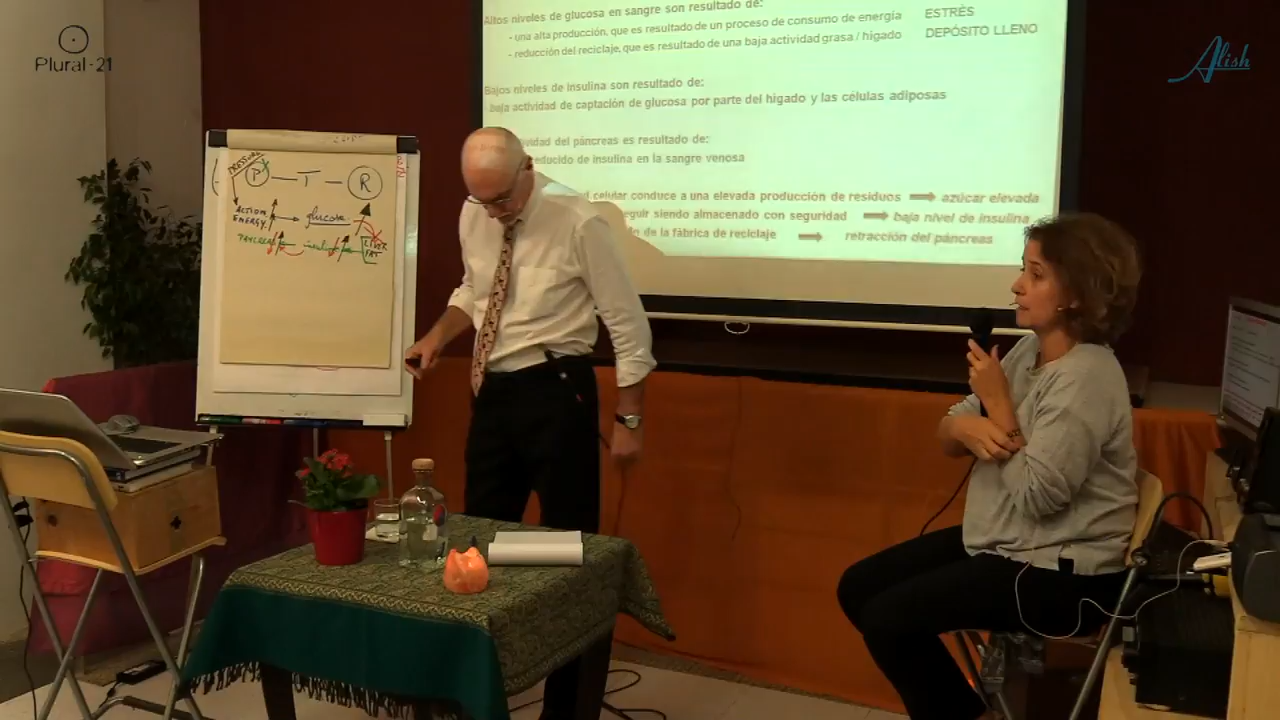 Plural-21
Alish
Altos niveles de glucosa en sangre son resultado de:
- una alta producción, que es resultado de un proceso de consumo de energía ESTRÉS
- reducción del reciclaje, que es resultado de una baja actividad grasa / hígado DEPÓSITO LLENO
Bajos niveles de insulina son resultado de:
baja actividad de captación de glucosa por parte del hígado y las células adiposas
del páncreas es resultado de:
reducido de insulina en la sangre venosa
celular conduce a una elevada producción de residuos ➡ azúcar elevada
seguir siendo almacenado con seguridad ➡ baja nivel de insulina
de la fábrica de reciclaje ➡ retracción del páncreas
PRESSURE
P — T — R
ACTION
ENERGY glucose
PANCREAS insulin LIVER
FAT